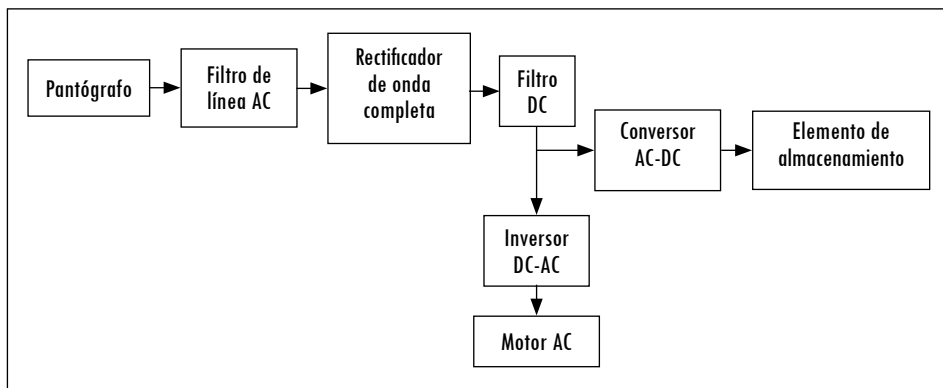 Pantógrafo
Filtro de
línea AC
Rectificador
de onda
completa
Filtro
DC
Conversor
AC-DC
Elemento de
almacenamiento
Inversor
DC-AC
Motor AC